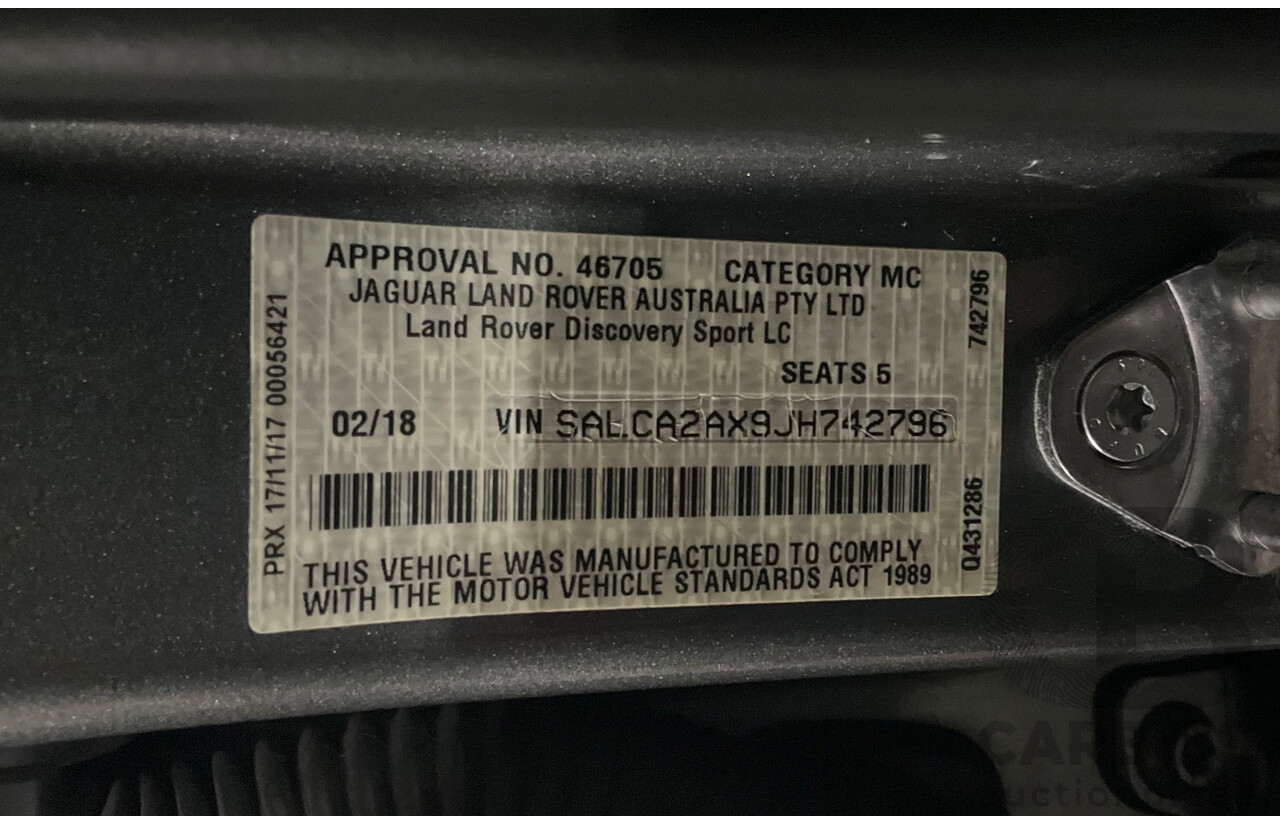 APPROVAL NO. 46705 CATEGORY MC
JAGUAR LAND ROVER AUSTRALIA PTY LTD
Land Rover Discovery Sport LC
SEATS 5
02/18 VIN SALCA2AX9JH742796
THIS VEHICLE WAS MANUFACTURED TO COMPLY
WITH THE MOTOR VEHICLE STANDARDS ACT 1989
PRX 17/11/17 00056421
Q431286 742796